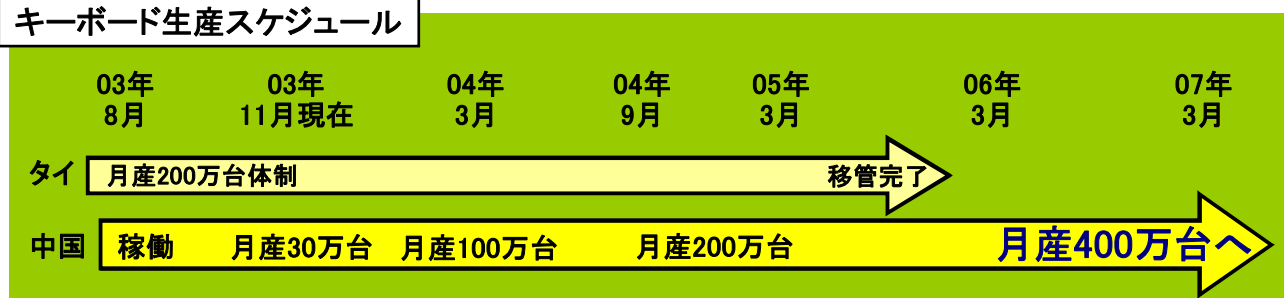 キーボード生産スケジュール
03年 03年 04年 04年 05年 06年 07年
8月 11月現在 3月 9月 3月 3月 3月
タイ 月産200万台体制 移管完了
中国 稼働 月産30万台 月産100万台 月産200万台 月産400万台へ